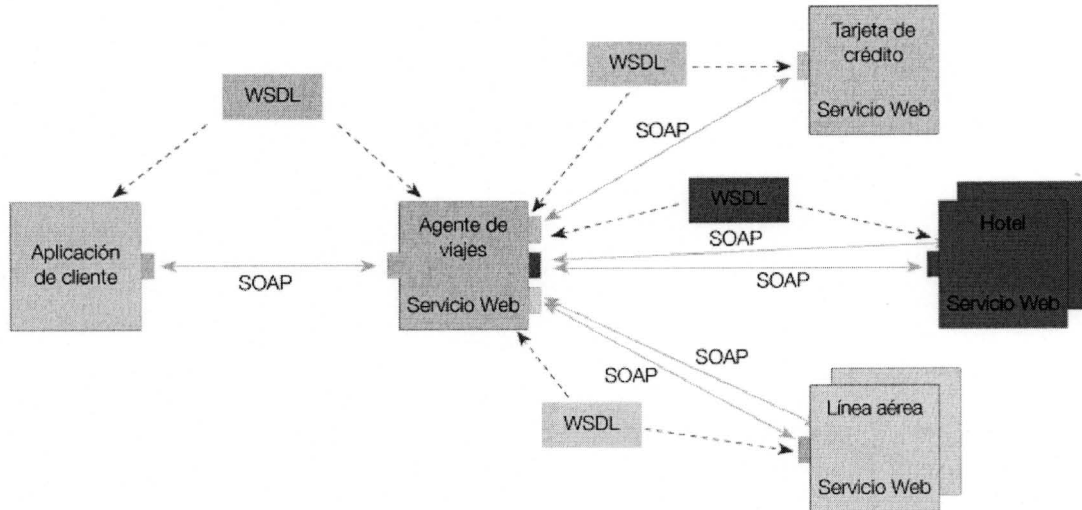 Tarjeta de
crédito
Servicio Web
WSDL
WSDL
SOAP
WSDL
Aplicación
de cliente
SOAP
Agente de
viajes
Servicio Web
SOAP
SOAP
Hotel
Servicio Web
SOAP
SOAP
WSDL
Línea aérea
Servicio Web